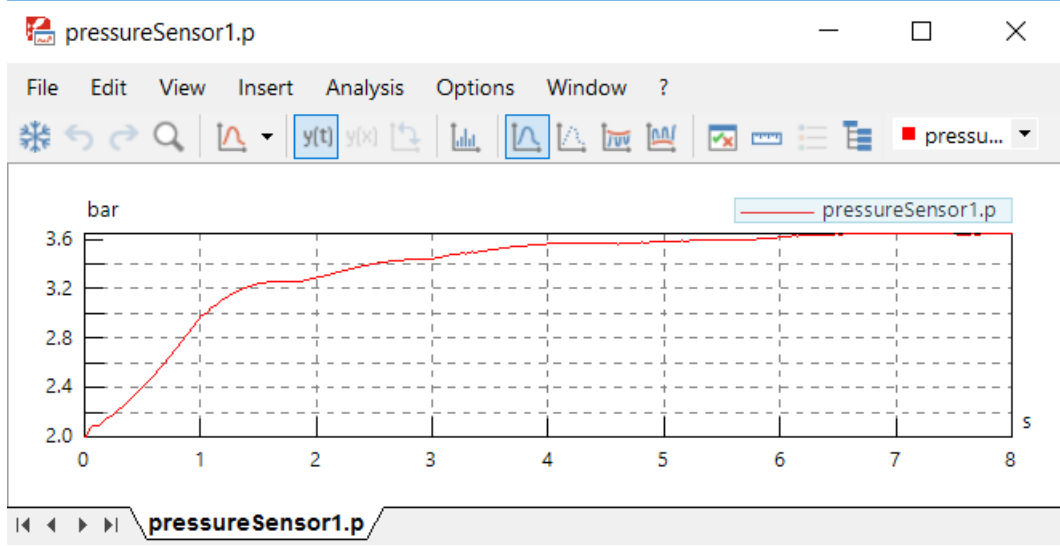 pressureSensor1.p
File Edit View Insert Analysis Options Window ?
y(t) y(x) pressu...
bar
pressureSensor1.p
3.6
3.2
2.8
2.4
2.0
s
0 1 2 3 4 5 6 7 8
pressureSensor1.p